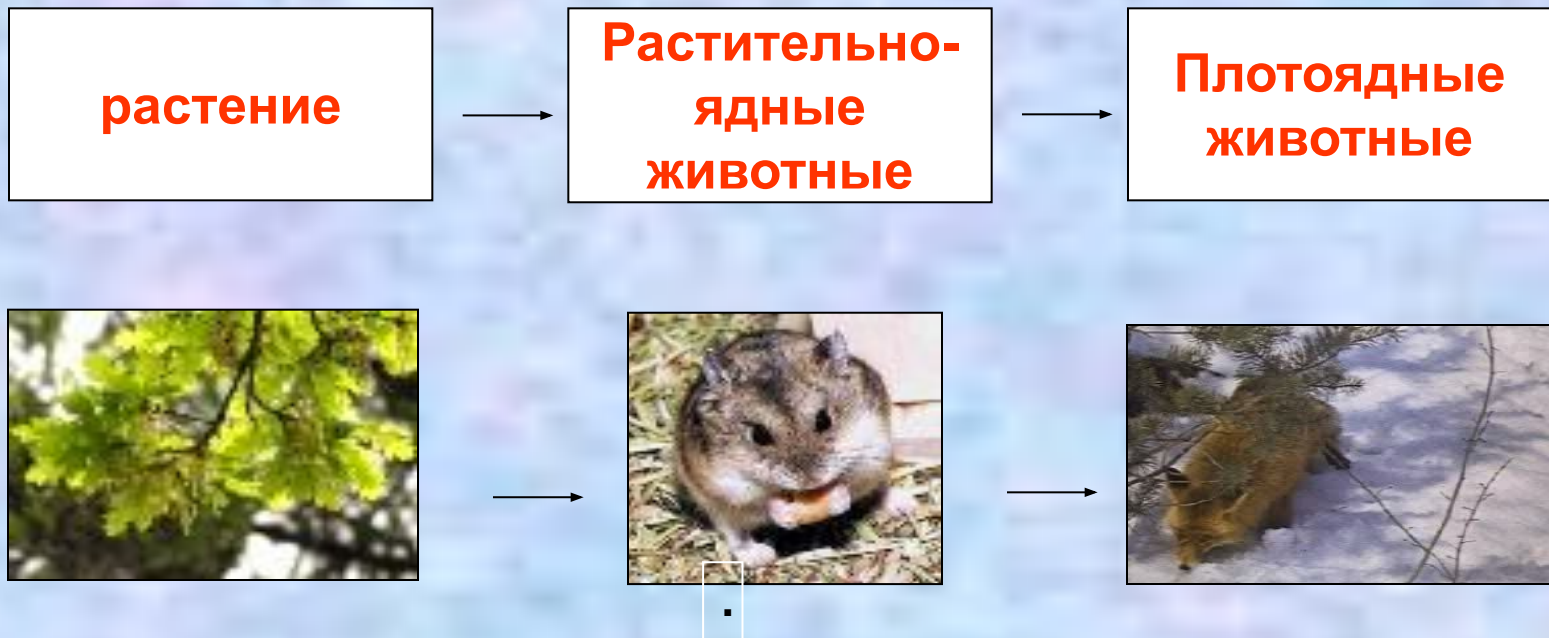 растение
Растительно-
ядные
животные
Плотоядные
животные
.